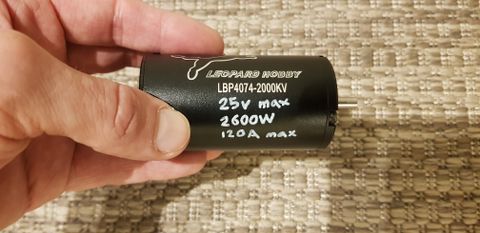 LEOPARD HOBBY
LBP4074-2000KV
25v max
2600W
120A max